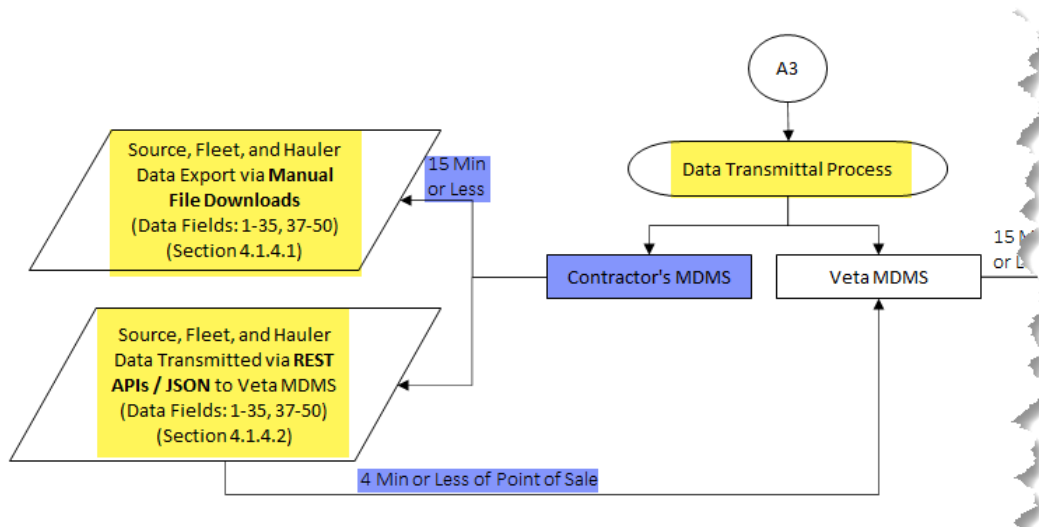 A3
Data Transmittal Process
Source, Fleet, and Hauler
Data Export via Manual
File Downloads
(Data Fields: 1-35, 37-50)
(Section 4.1.4.1)
15 Min
or Less
Contractor's MDMS
Veta MDMS
15
or
Source, Fleet, and Hauler
Data Transmitted via REST
APIs / JSON to Veta MDMS
(Data Fields: 1-35, 37-50)
(Section 4.1.4.2)
4 Min or Less of Point of Sale